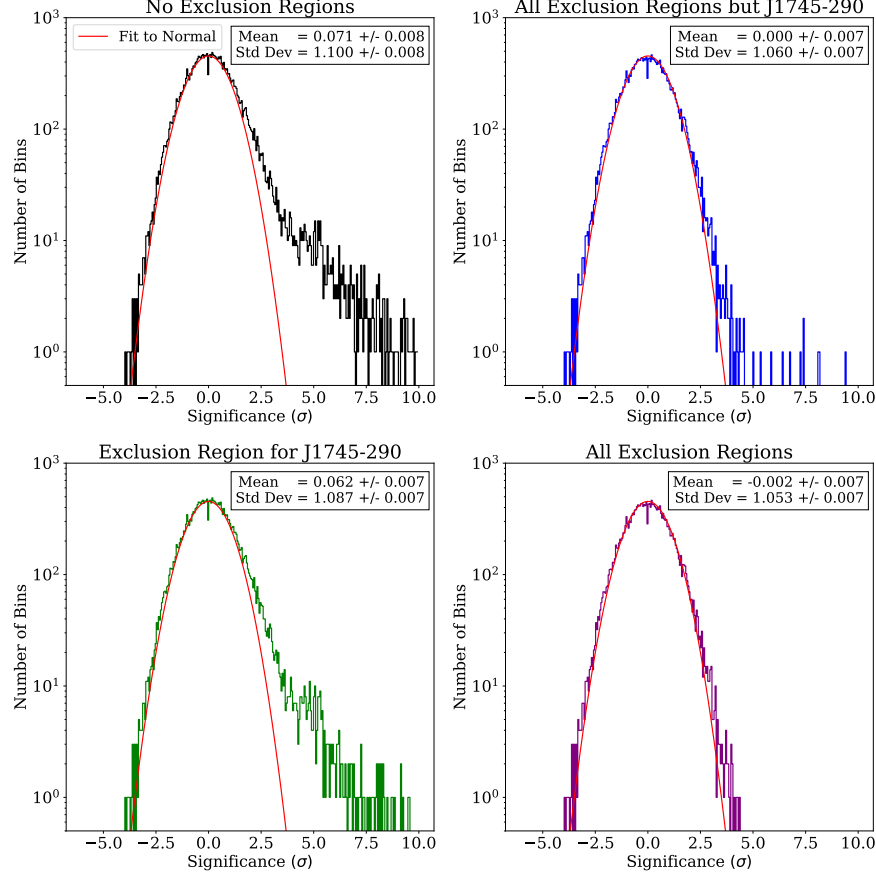 No Exclusion Regions
Fit to Normal
Mean = 0.071 +/- 0.008
Std Dev = 1.100 +/- 0.008
Number of Bins
10^3
10^2
10^1
10^0
−5.0 −2.5 0.0 2.5 5.0 7.5 10.0
Significance (σ)
All Exclusion Regions but J1745-290
Mean = 0.000 +/- 0.007
Std Dev = 1.060 +/- 0.007
Number of Bins
10^3
10^2
10^1
10^0
−5.0 −2.5 0.0 2.5 5.0 7.5 10.0
Significance (σ)
Exclusion Region for J1745-290
Mean = 0.062 +/- 0.007
Std Dev = 1.087 +/- 0.007
Number of Bins
10^3
10^2
10^1
10^0
−5.0 −2.5 0.0 2.5 5.0 7.5 10.0
Significance (σ)
All Exclusion Regions
Mean = -0.002 +/- 0.007
Std Dev = 1.053 +/- 0.007
Number of Bins
10^3
10^2
10^1
10^0
−5.0 −2.5 0.0 2.5 5.0 7.5 10.0
Significance (σ)